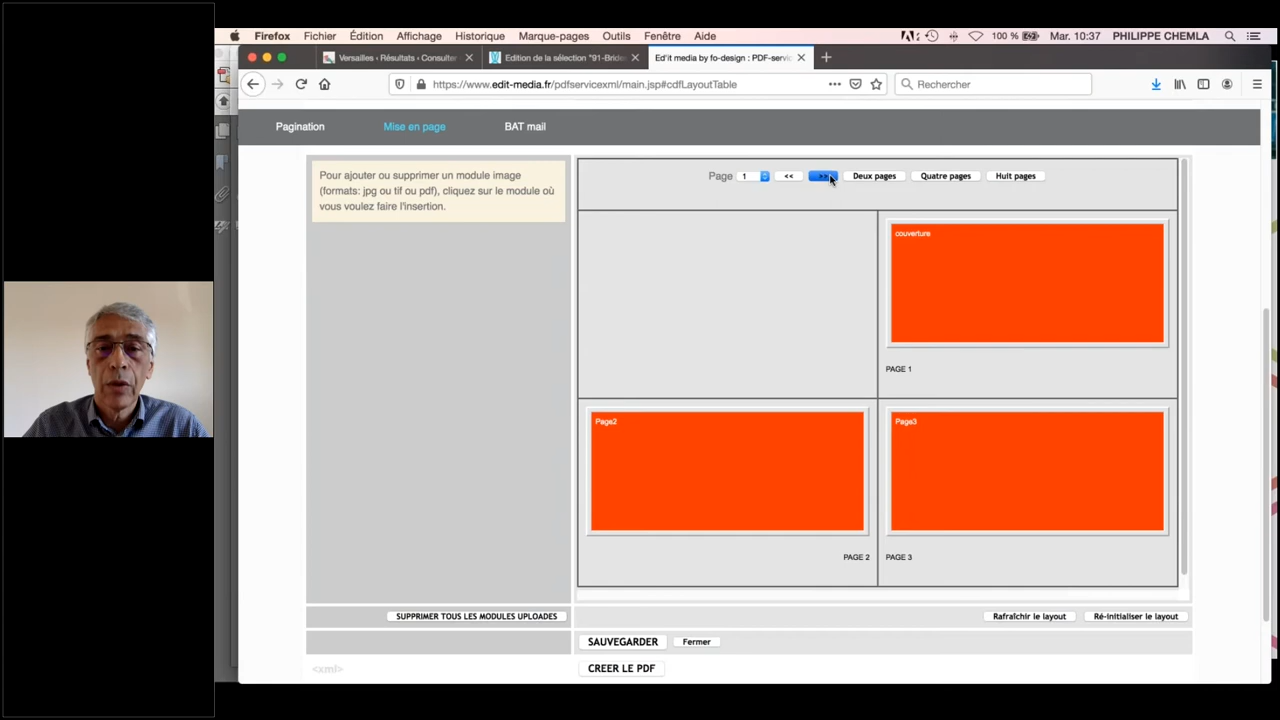 Firefox Fichier Édition Affichage Historique Marque-pages Outils Fenêtre Aide 100 % Mar. 10:37 PHILIPPE CHEMLA
Versailles › Résultats › Consulter
Edition de la sélection "91-Brides
Ed'it media by fo-design : PDF-servic
https://www.edit-media.fr/pdfservicexml/main.jsp#cdfLayoutTable
Rechercher
Pagination Mise en page BAT mail
Pour ajouter ou supprimer un module image
(formats: jpg ou tif ou pdf), cliquez sur le module où
vous voulez faire l'insertion.
Page 1 << >> Deux pages Quatre pages Huit pages
couverture
PAGE 1
Page2 Page3
PAGE 2 PAGE 3
SUPPRIMER TOUS LES MODULES UPLOADES Rafraîchir le layout Ré-initialiser le layout
SAUVEGARDER Fermer
<xml> CREER LE PDF